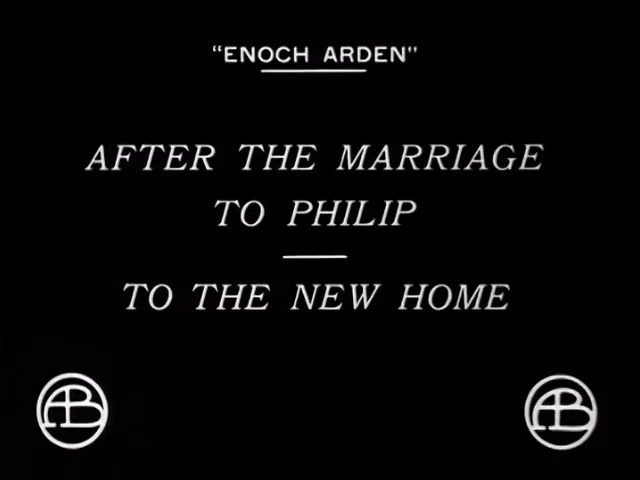 "ENOCH ARDEN"
AFTER THE MARRIAGE
TO PHILIP
TO THE NEW HOME
AB
AB